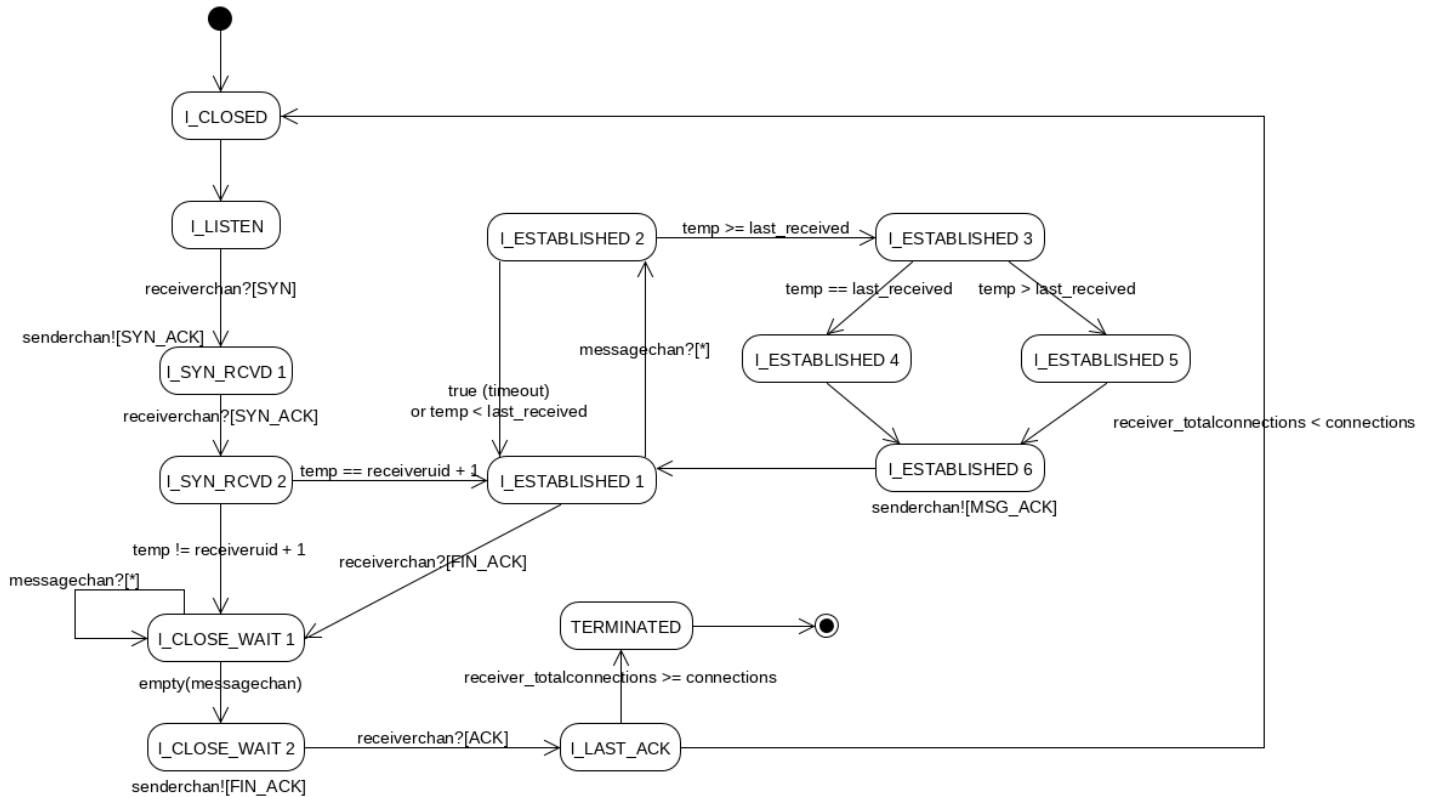 I_CLOSED
I_LISTEN
receiverchan?[SYN]
senderchan![SYN_ACK]
I_SYN_RCVD 1
receiverchan?[SYN_ACK]
I_SYN_RCVD 2
temp == receiveruid + 1
temp != receiveruid + 1
I_ESTABLISHED 2
temp >= last_received
I_ESTABLISHED 3
temp == last_received
temp > last_received
messagechan?[*]
I_ESTABLISHED 4
I_ESTABLISHED 5
true (timeout)
or temp < last_received
receiver_totalconnections < connections
I_ESTABLISHED 1
I_ESTABLISHED 6
senderchan![MSG_ACK]
receiverchan?[FIN_ACK]
messagechan?[*]
I_CLOSE_WAIT 1
TERMINATED
empty(messagechan)
receiver_totalconnections >= connections
I_CLOSE_WAIT 2
receiverchan?[ACK]
I_LAST_ACK
senderchan![FIN_ACK]